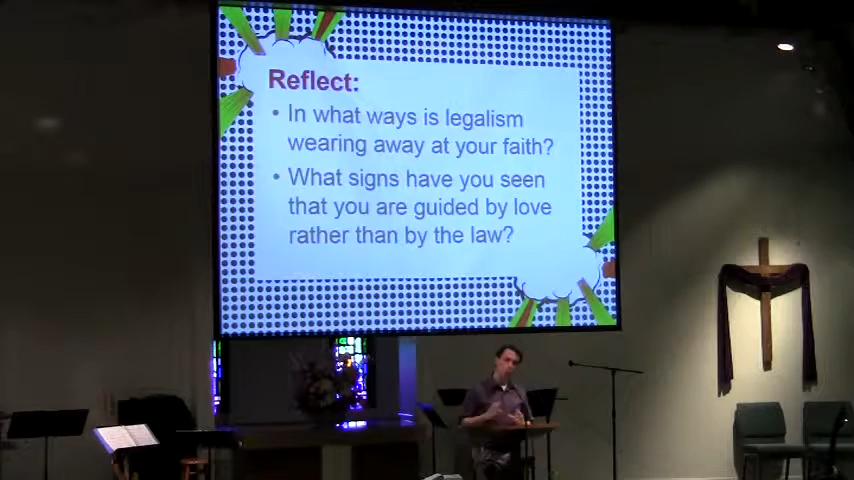 Reflect:
• In what ways is legalism
wearing away at your faith?
• What signs have you seen
that you are guided by love
rather than by the law?